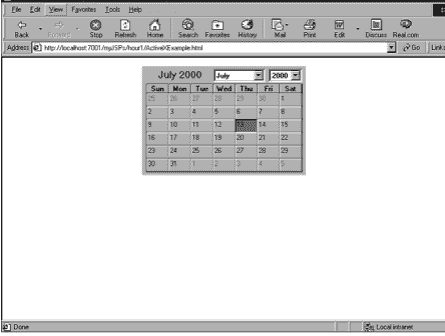 File Edit View Favorites Tools Help
Back Forward Stop Refresh Home Search Favorites History Mail Print Edit Discuss Real.com
Address http://localhost:7001/myJSPs/hour1/ActiveXExample.html Go Links
July 2000 July 2000
Sun Mon Tue Wed Thu Fri Sat
25 26 27 28 29 30 1
2 3 4 5 6 7 8
9 10 11 12 13 14 15
16 17 18 19 20 21 22
23 24 25 26 27 28 29
30 31 1 2 3 4 5
Done Local intranet